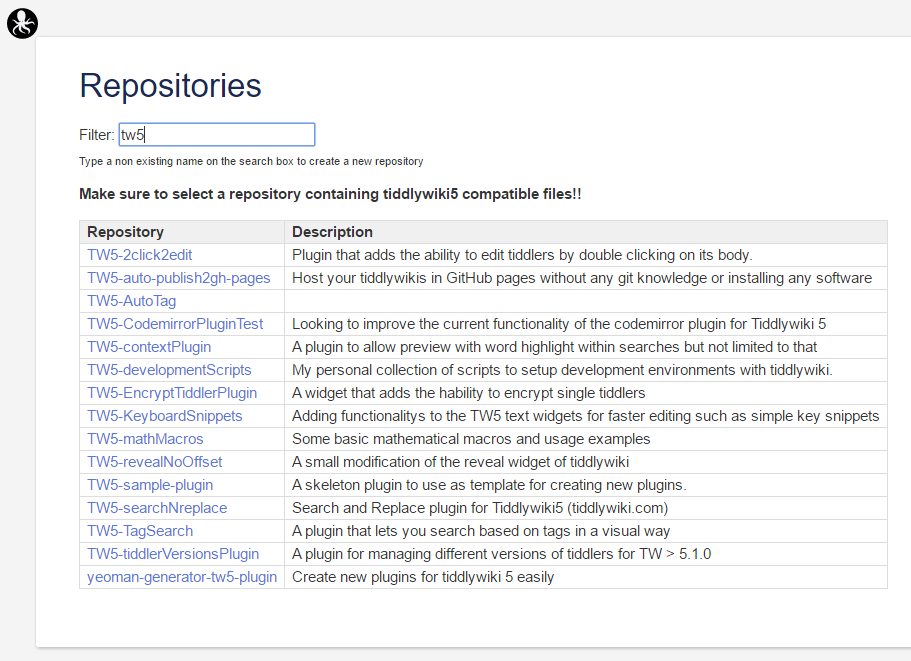 Repositories
Filter: tw5
Type a non existing name on the search box to create a new repository
Make sure to select a repository containing tiddlywiki5 compatible files!!
Repository Description
TW5-2click2edit Plugin that adds the ability to edit tiddlers by double clicking on its body.
TW5-auto-publish2gh-pages Host your tiddlywikis in GitHub pages without any git knowledge or installing any software
TW5-AutoTag
TW5-CodemirrorPluginTest Looking to improve the current functionality of the codemirror plugin for Tiddlywiki 5
TW5-contextPlugin A plugin to allow preview with word highlight within searches but not limited to that
TW5-developmentScripts My personal collection of scripts to setup development environments with tiddlywiki.
TW5-EncryptTiddlerPlugin A widget that adds the hability to encrypt single tiddlers
TW5-KeyboardSnippets Adding functionalitys to the TW5 text widgets for faster editing such as simple key snippets
TW5-mathMacros Some basic mathematical macros and usage examples
TW5-revealNoOffset A small modification of the reveal widget of tiddlywiki
TW5-sample-plugin A skeleton plugin to use as template for creating new plugins.
TW5-searchNreplace Search and Replace plugin for Tiddlywiki5 (tiddlywiki.com)
TW5-TagSearch A plugin that lets you search based on tags in a visual way
TW5-tiddlerVersionsPlugin A plugin for managing different versions of tiddlers for TW > 5.1.0
yeoman-generator-tw5-plugin Create new plugins for tiddlywiki 5 easily